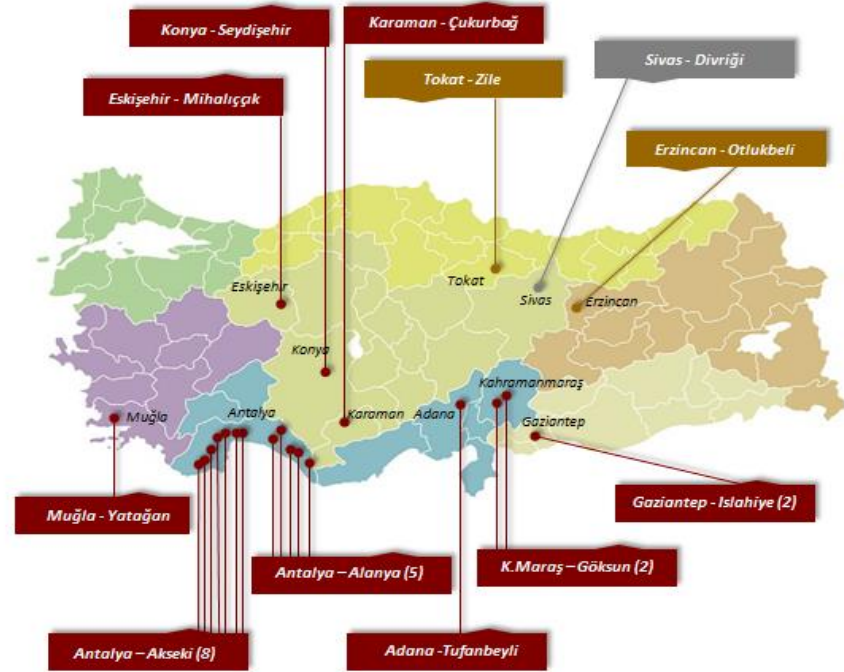 Konya - Seydişehir
Karaman - Çukurbağ
Tokat - Zile
Sivas - Divriği
Eskişehir - Mihalıççık
Erzincan - Otlukbeli
Eskişehir
Tokat
Sivas
Erzincan
Konya
Kahramanmaraş
Muğla
Antalya
Karaman
Adana
Gaziantep
Muğla - Yatağan
Gaziantep - Islahiye (2)
Antalya – Alanya (5)
K.Maraş – Göksun (2)
Antalya – Akseki (8)
Adana -Tufanbeyli